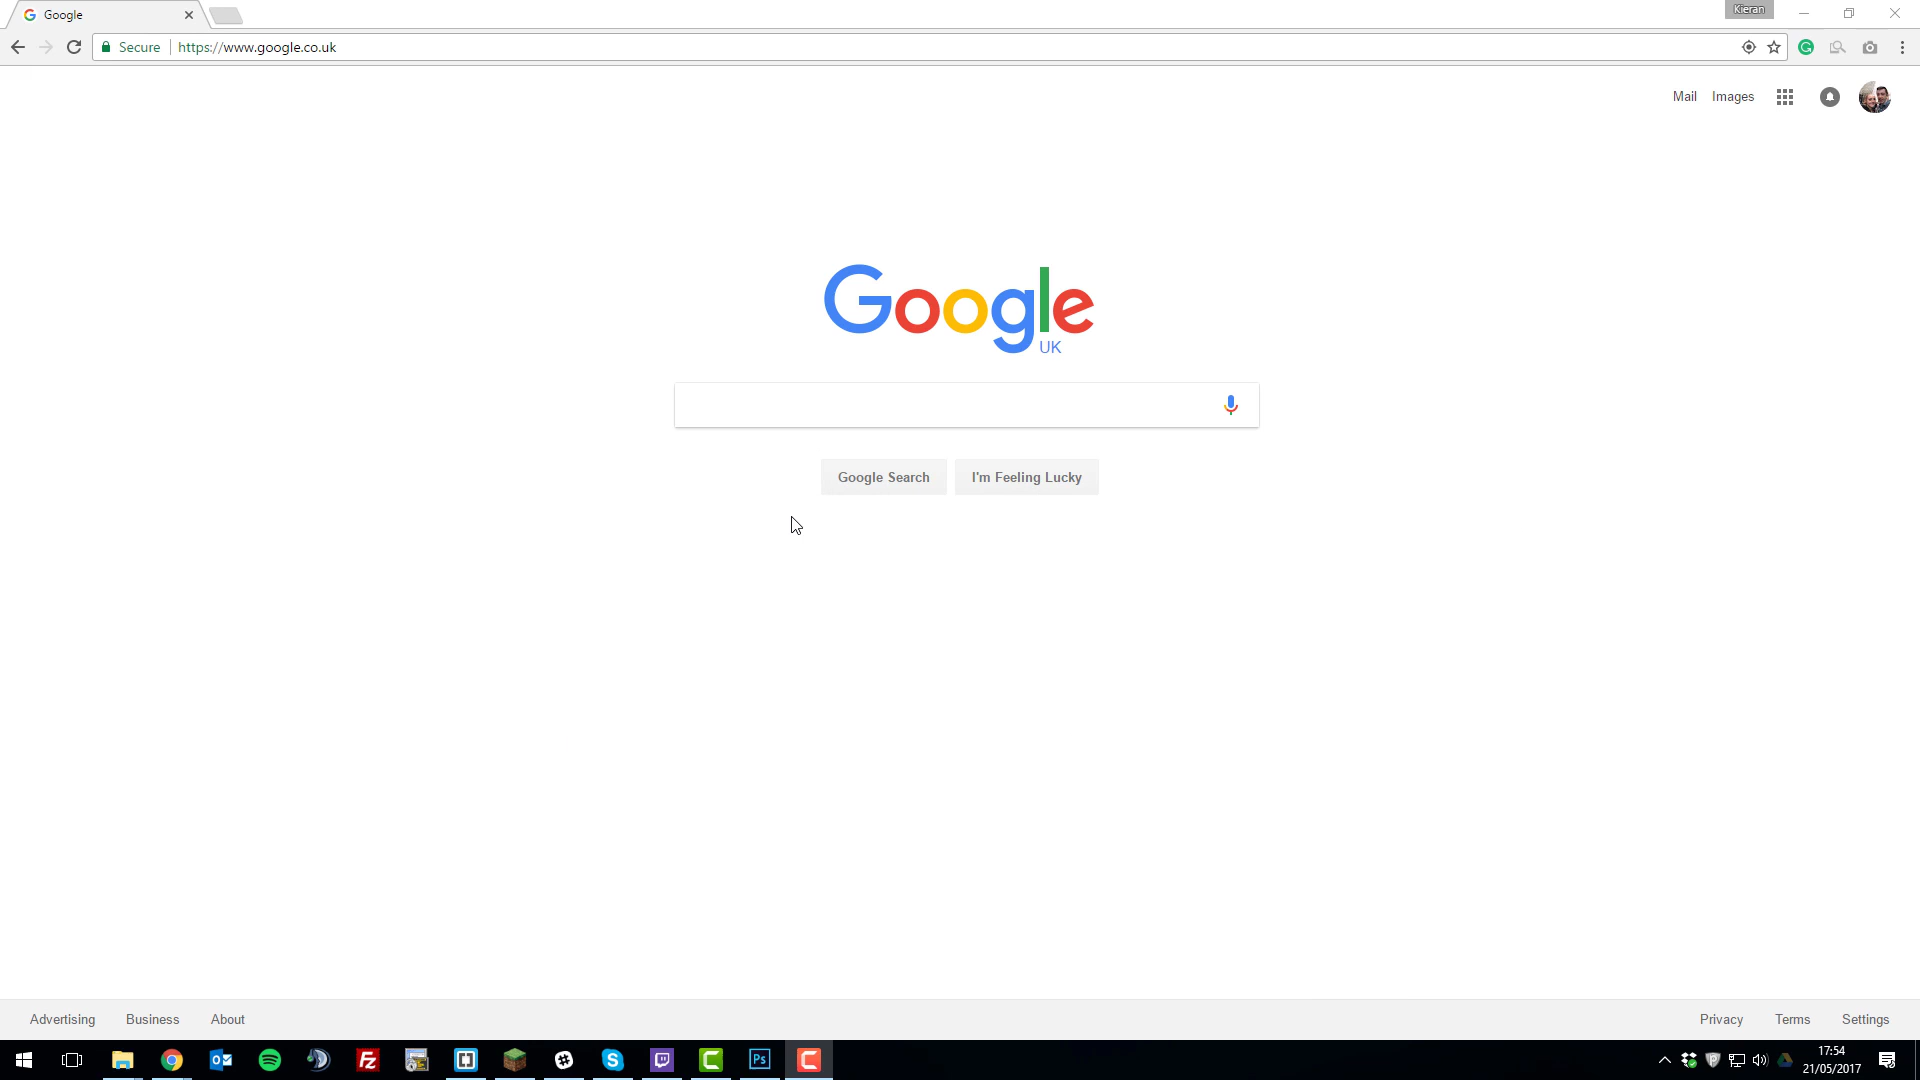 Google
Kieran
Secure
https://www.google.co.uk
Mail Images
Google
UK
Google Search I'm Feeling Lucky
Advertising Business About
Privacy Terms Settings
Ps
17:54
21/05/2017